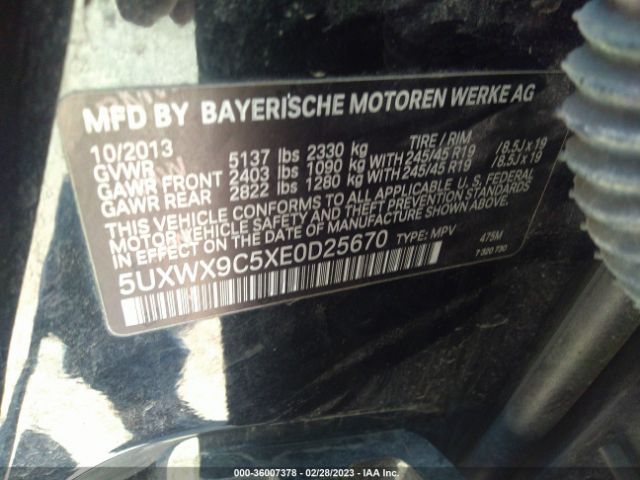 MFD BY BAYERISCHE MOTOREN WERKE AG
10/2013 TIRE / RIM
GVWR 5137 lbs 2330 kg
GAWR FRONT 2403 lbs 1090 kg WITH 245/45 R19 / 8.5J x 19
GAWR REAR 2822 lbs 1280 kg WITH 245/45 R19 / 8.5J x 19
THIS VEHICLE CONFORMS TO ALL APPLICABLE U. S. FEDERAL
MOTOR VEHICLE SAFETY AND THEFT PREVENTION STANDARDS
IN EFFECT ON THE DATE OF MANUFACTURE SHOWN ABOVE.
5UXWX9C5XE0D25670 TYPE: MPV 475M
7 320 730
000-36007378 - 02/28/2023 - IAA Inc.